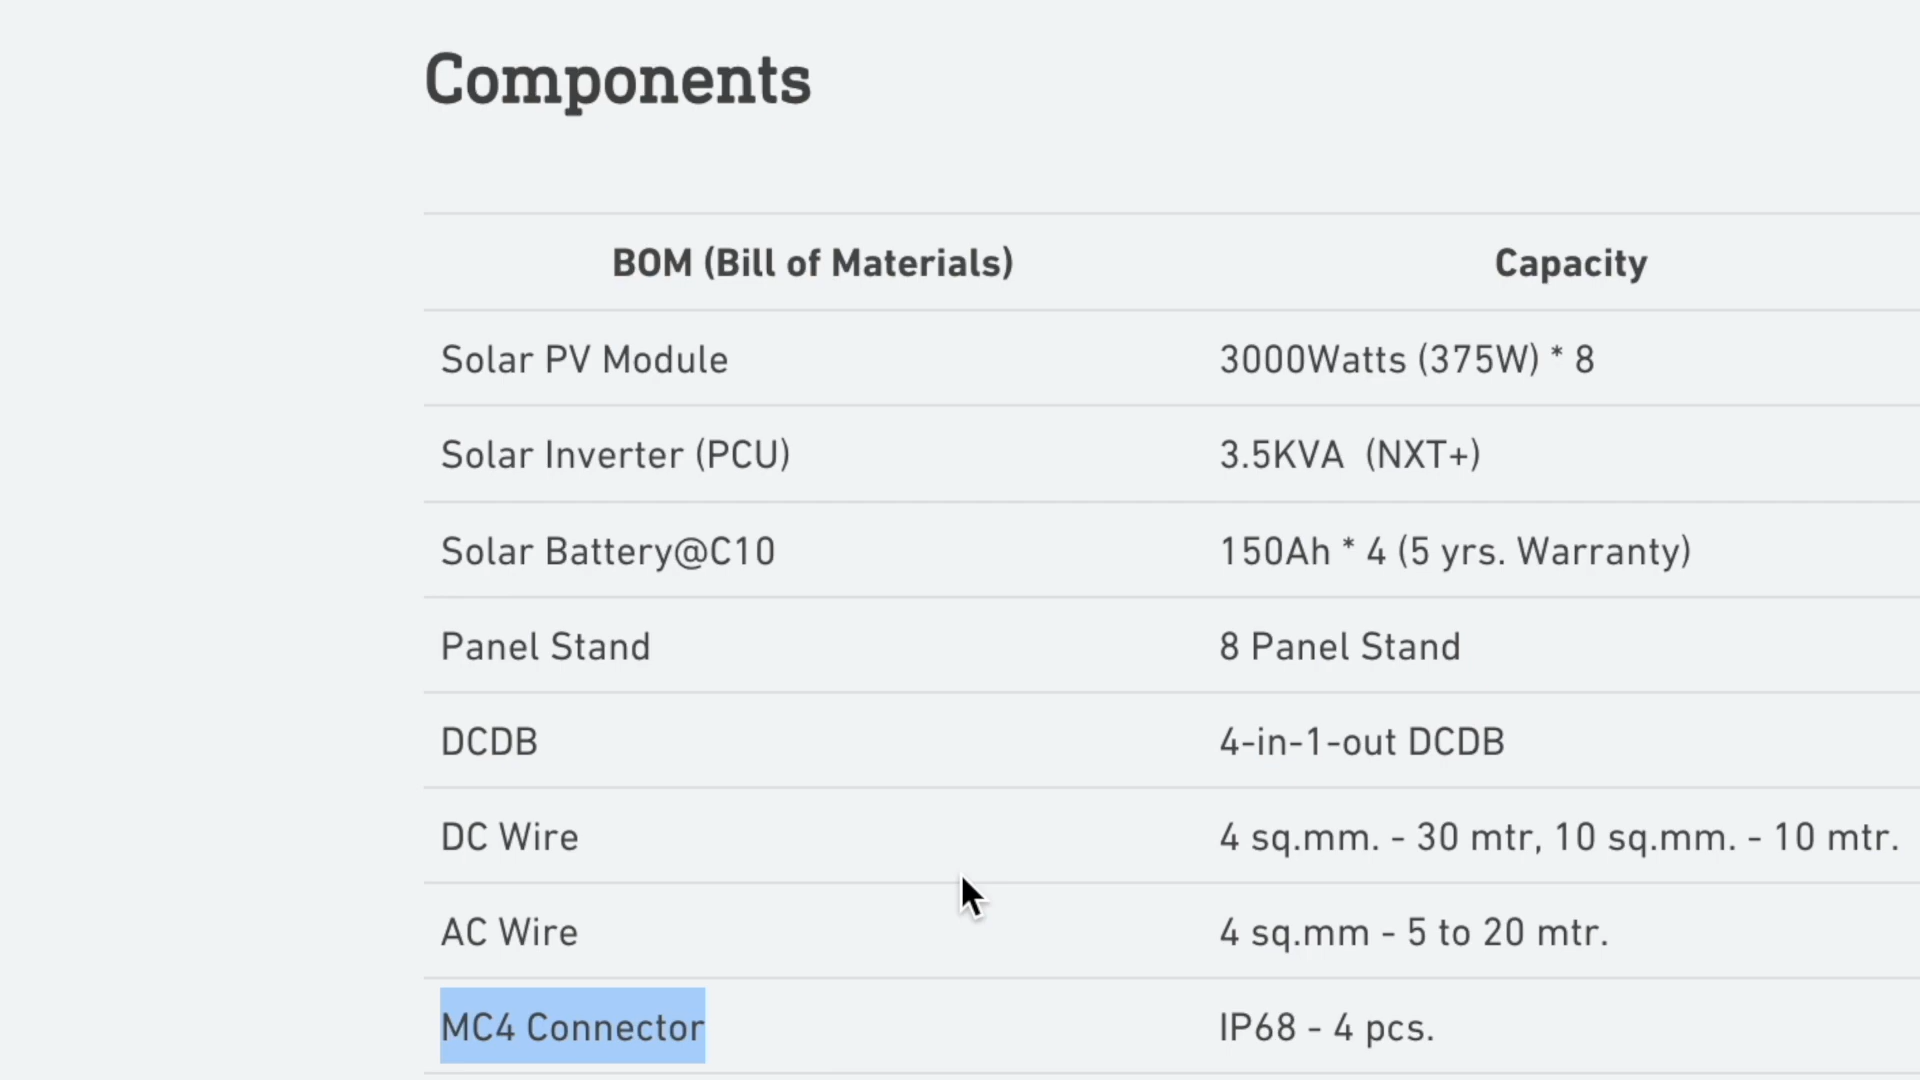 Components
BOM (Bill of Materials) Capacity
Solar PV Module 3000Watts (375W) * 8
Solar Inverter (PCU) 3.5KVA (NXT+)
Solar Battery@C10 150Ah * 4 (5 yrs. Warranty)
Panel Stand 8 Panel Stand
DCDB 4-in-1-out DCDB
DC Wire 4 sq.mm. - 30 mtr, 10 sq.mm. - 10 mtr.
AC Wire 4 sq.mm - 5 to 20 mtr.
MC4 Connector IP68 - 4 pcs.